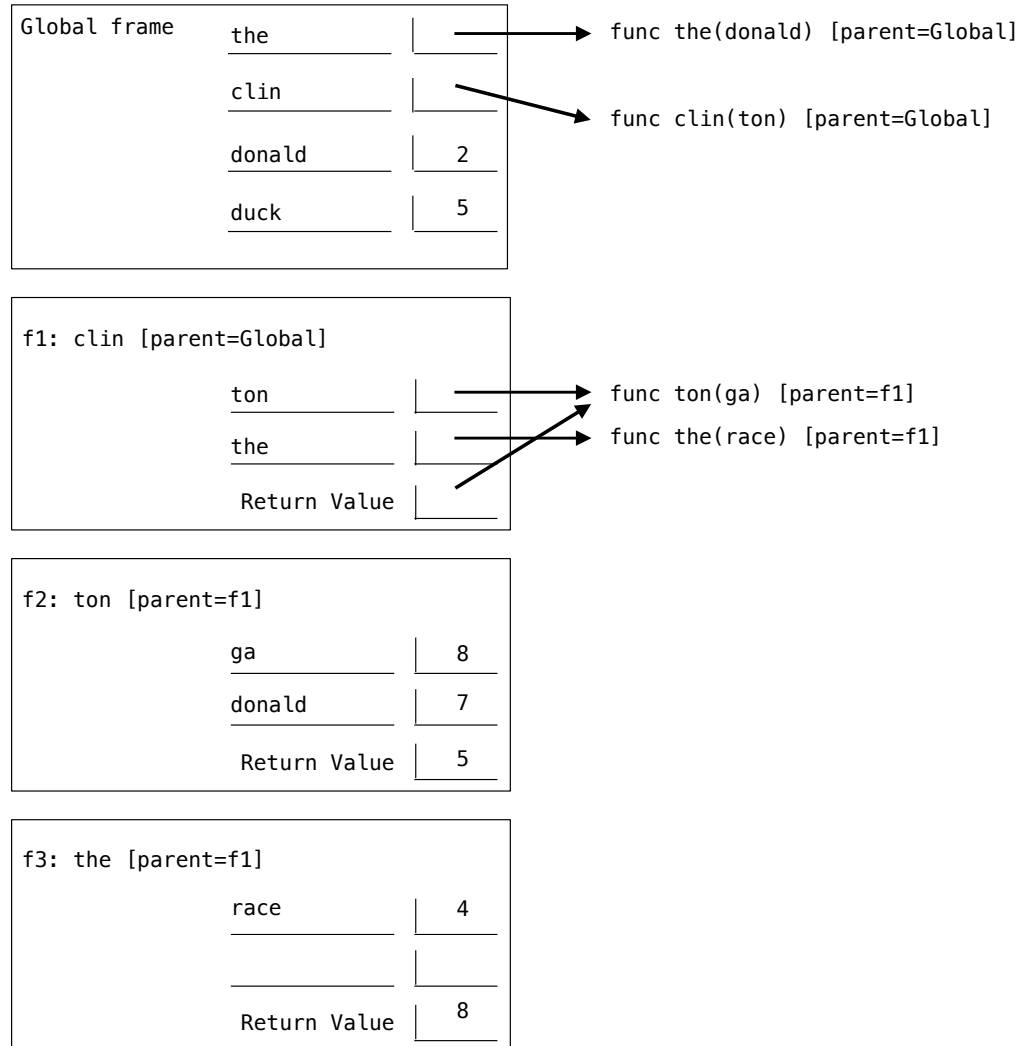 Global frame
the
func the(donald) [parent=Global]
clin
func clin(ton) [parent=Global]
donald 2
duck 5
f1: clin [parent=Global]
ton
func ton(ga) [parent=f1]
the
func the(race) [parent=f1]
Return Value
f2: ton [parent=f1]
ga 8
donald 7
Return Value 5
f3: the [parent=f1]
race 4
Return Value 8